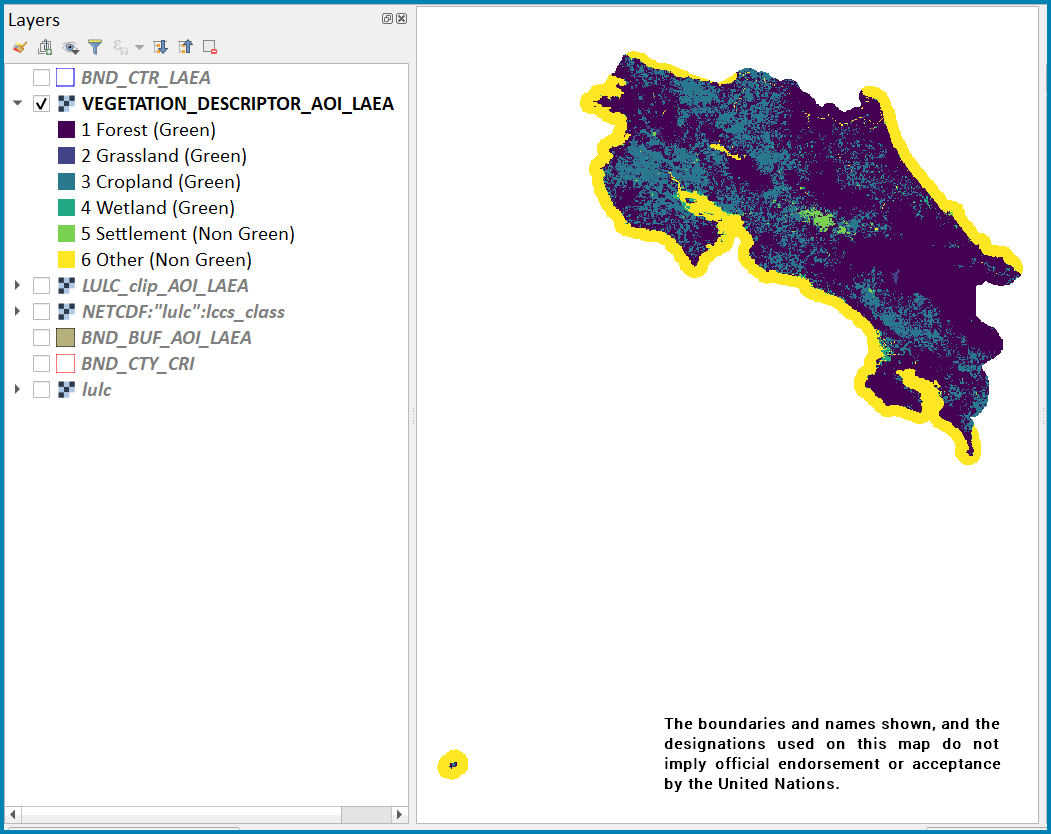 Layers
BND_CTR_LAEA
VEGETATION_DESCRIPTOR_AOI_LAEA
1 Forest (Green)
2 Grassland (Green)
3 Cropland (Green)
4 Wetland (Green)
5 Settlement (Non Green)
6 Other (Non Green)
LULC_clip_AOI_LAEA
NETCDF:"lulc":lccs_class
BND_BUF_AOI_LAEA
BND_CTY_CRI
lulc
The boundaries and names shown, and the
designations used on this map do not
imply official endorsement or acceptance
by the United Nations.